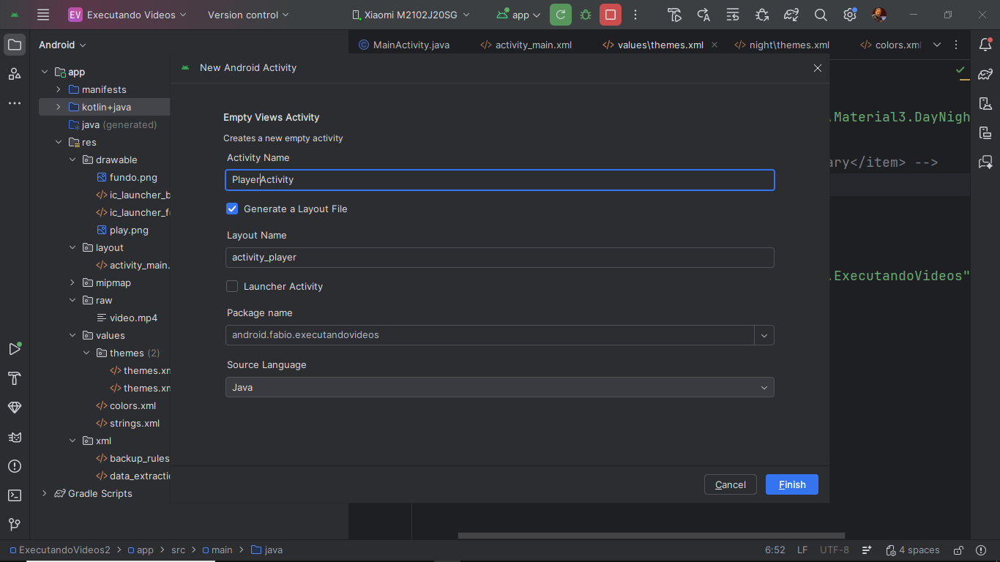 EV Executando Videos Version control Xiaomi M2102J20SG app
Android
MainActivity.java activity_main.xml values\themes.xml night\themes.xml colors.xml
app
manifests
kotlin+java
java (generated)
res
drawable
fundo.png
ic_launcher_b
ic_launcher_f
play.png
layout
activity_main.
mipmap
raw
video.mp4
values
themes (2)
themes.xm
themes.xm
colors.xml
strings.xml
xml
backup_rules
data_extractio
Gradle Scripts
New Android Activity
Empty Views Activity
Creates a new empty activity
Activity Name
PlayerActivity
Generate a Layout File
Layout Name
activity_player
Launcher Activity
Package name
android.fabio.executandovideos
Source Language
Java
Cancel Finish
.Material3.DayNigh
ary</item> -->
.ExecutandoVideos"
ExecutandoVideos2 > app > src > main > java
6:52 LF UTF-8 4 spaces